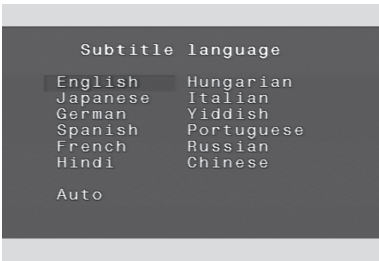 Subtitle language
English Hungarian
Japanese Italian
German Yiddish
Spanish Portuguese
French Russian
Hindi Chinese
Auto